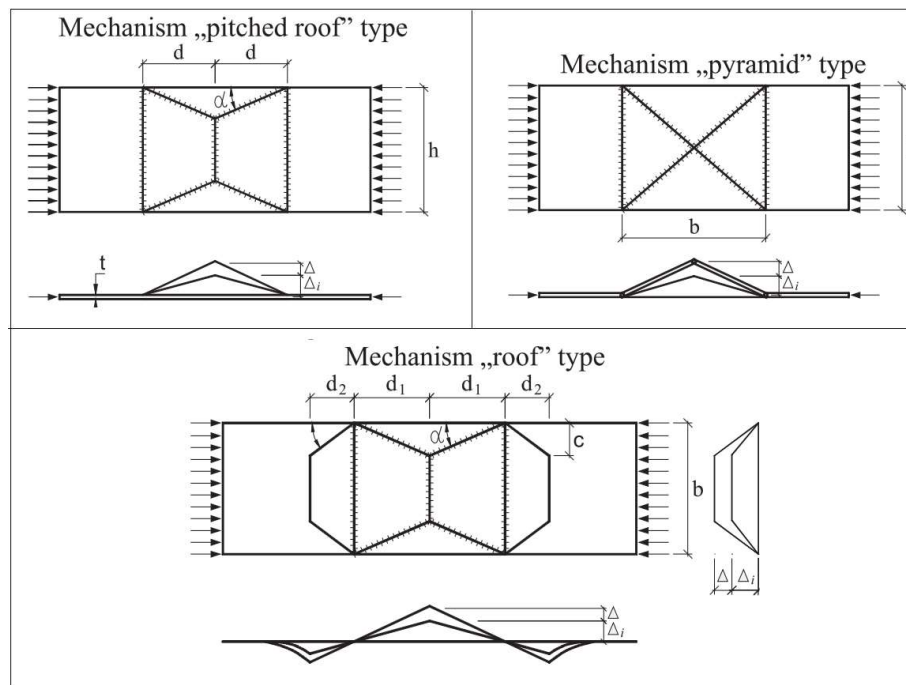 Mechanism „pitched roof” type
d d
α
h
t
Δ
Δi
Mechanism „pyramid” type
b
Δ
Δi
Mechanism „roof” type
d2 d1 d1 d2
α
c
b
Δ Δi
Δ
Δi